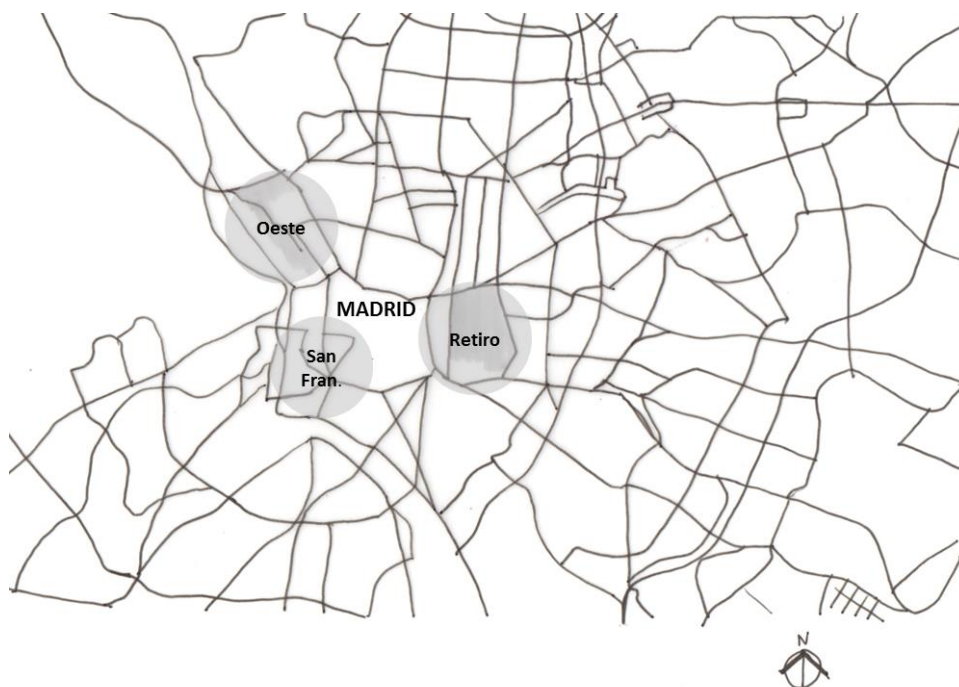 Oeste
MADRID
Retiro
San
Fran.
N